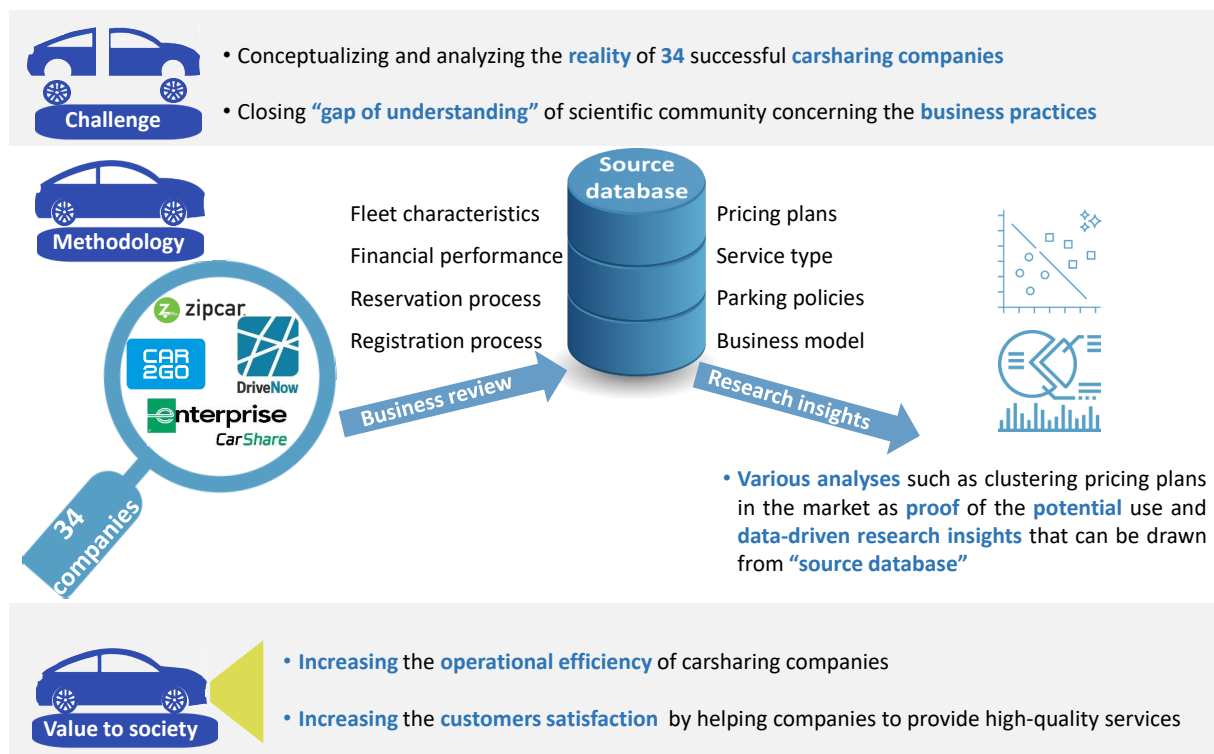 Challenge
• Conceptualizing and analyzing the reality of 34 successful carsharing companies
• Closing “gap of understanding” of scientific community concerning the business practices
Methodology
zipcar
CAR
2GO
DriveNow
enterprise
CarShare
34
companies
Business review
Fleet characteristics
Financial performance
Reservation process
Registration process
Source
database
Pricing plans
Service type
Parking policies
Business model
Research insights
• Various analyses such as clustering pricing plans
in the market as proof of the potential use and
data-driven research insights that can be drawn
from “source database”
Value to society
• Increasing the operational efficiency of carsharing companies
• Increasing the customers satisfaction by helping companies to provide high-quality services